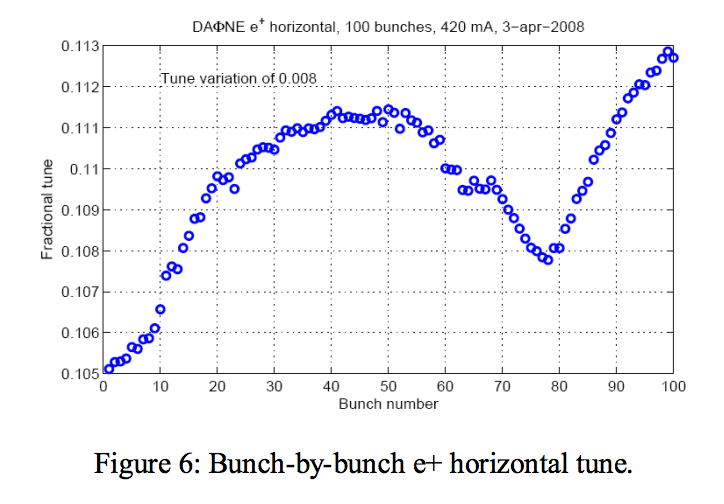 DAΦNE e+ horizontal, 100 bunches, 420 mA, 3−apr−2008
0.113
Tune variation of 0.008
0.112
0.111
0.11
0.109
0.108
0.107
0.106
0.105
Fractional tune
0 10 20 30 40 50 60 70 80 90 100
Bunch number
Figure 6: Bunch-by-bunch e+ horizontal tune.